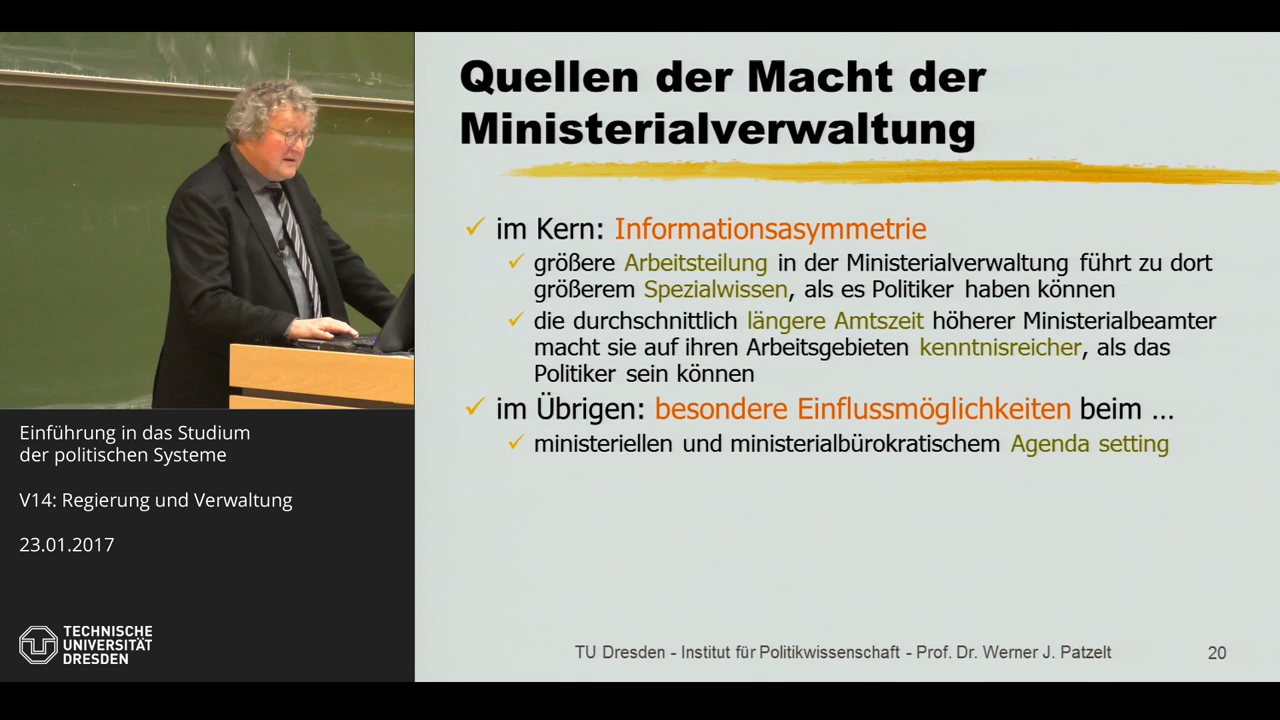 Quellen der Macht der
Ministerialverwaltung
✓ im Kern: Informationsasymmetrie
✓ größere Arbeitsteilung in der Ministerialverwaltung führt zu dort
größerem Spezialwissen, als es Politiker haben können
✓ die durchschnittlich längere Amtszeit höherer Ministerialbeamter
macht sie auf ihren Arbeitsgebieten kenntnisreicher, als das
Politiker sein können
✓ im Übrigen: besondere Einflussmöglichkeiten beim ...
✓ ministeriellen und ministerialbürokratischem Agenda setting
TU Dresden - Institut für Politikwissenschaft - Prof. Dr. Werner J. Patzelt
20
Einführung in das Studium
der politischen Systeme
V14: Regierung und Verwaltung
23.01.2017
TECHNISCHE
UNIVERSITÄT
DRESDEN